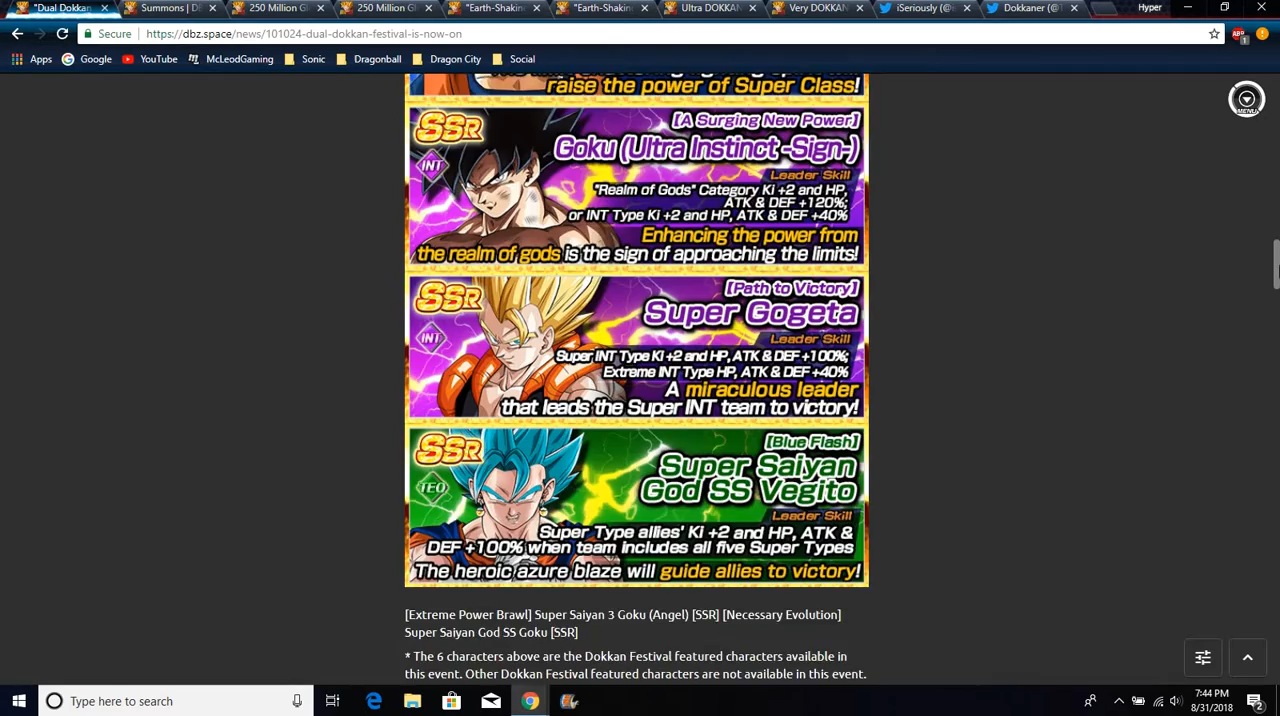 "Dual Dokkan
Summons | DB
250 Million G
250 Million G
"Earth-Shakin
"Earth-Shakin
Ultra DOKKAN
Very DOKKAN
iSeriously (@
Dokkaner (@T
Hyper
Secure
https://dbz.space/news/101024-dual-dokkan-festival-is-now-on
ABP
1
Apps
Google
YouTube
McLeodGaming
Sonic
Dragonball
Dragon City
Social
raise the power of Super Class!
MENU
SSR
[A Surging New Power]
INT
Goku (Ultra Instinct -Sign-)
Leader Skill
"Realm of Gods" Category Ki +2 and HP,
ATK & DEF +120%;
or INT Type Ki +2 and HP, ATK & DEF +40%
Enhancing the power from
the realm of gods is the sign of approaching the limits!
SSR
[Path to Victory]
INT
Super Gogeta
Leader Skill
Super INT Type Ki +2 and HP, ATK & DEF +100%;
Extreme INT Type HP, ATK & DEF +40%
A miraculous leader
that leads the Super INT team to victory!
SSR
[Blue Flash]
TEQ
Super Saiyan
God SS Vegito
Leader Skill
Super Type allies' Ki +2 and HP, ATK &
DEF +100% when team includes all five Super Types
The heroic azure blaze will guide allies to victory!
[Extreme Power Brawl] Super Saiyan 3 Goku (Angel) [SSR] [Necessary Evolution]
Super Saiyan God SS Goku [SSR]
* The 6 characters above are the Dokkan Festival featured characters available in
this event. Other Dokkan Festival featured characters are not available in this event.
Type here to search
7:44 PM
8/31/2018
2